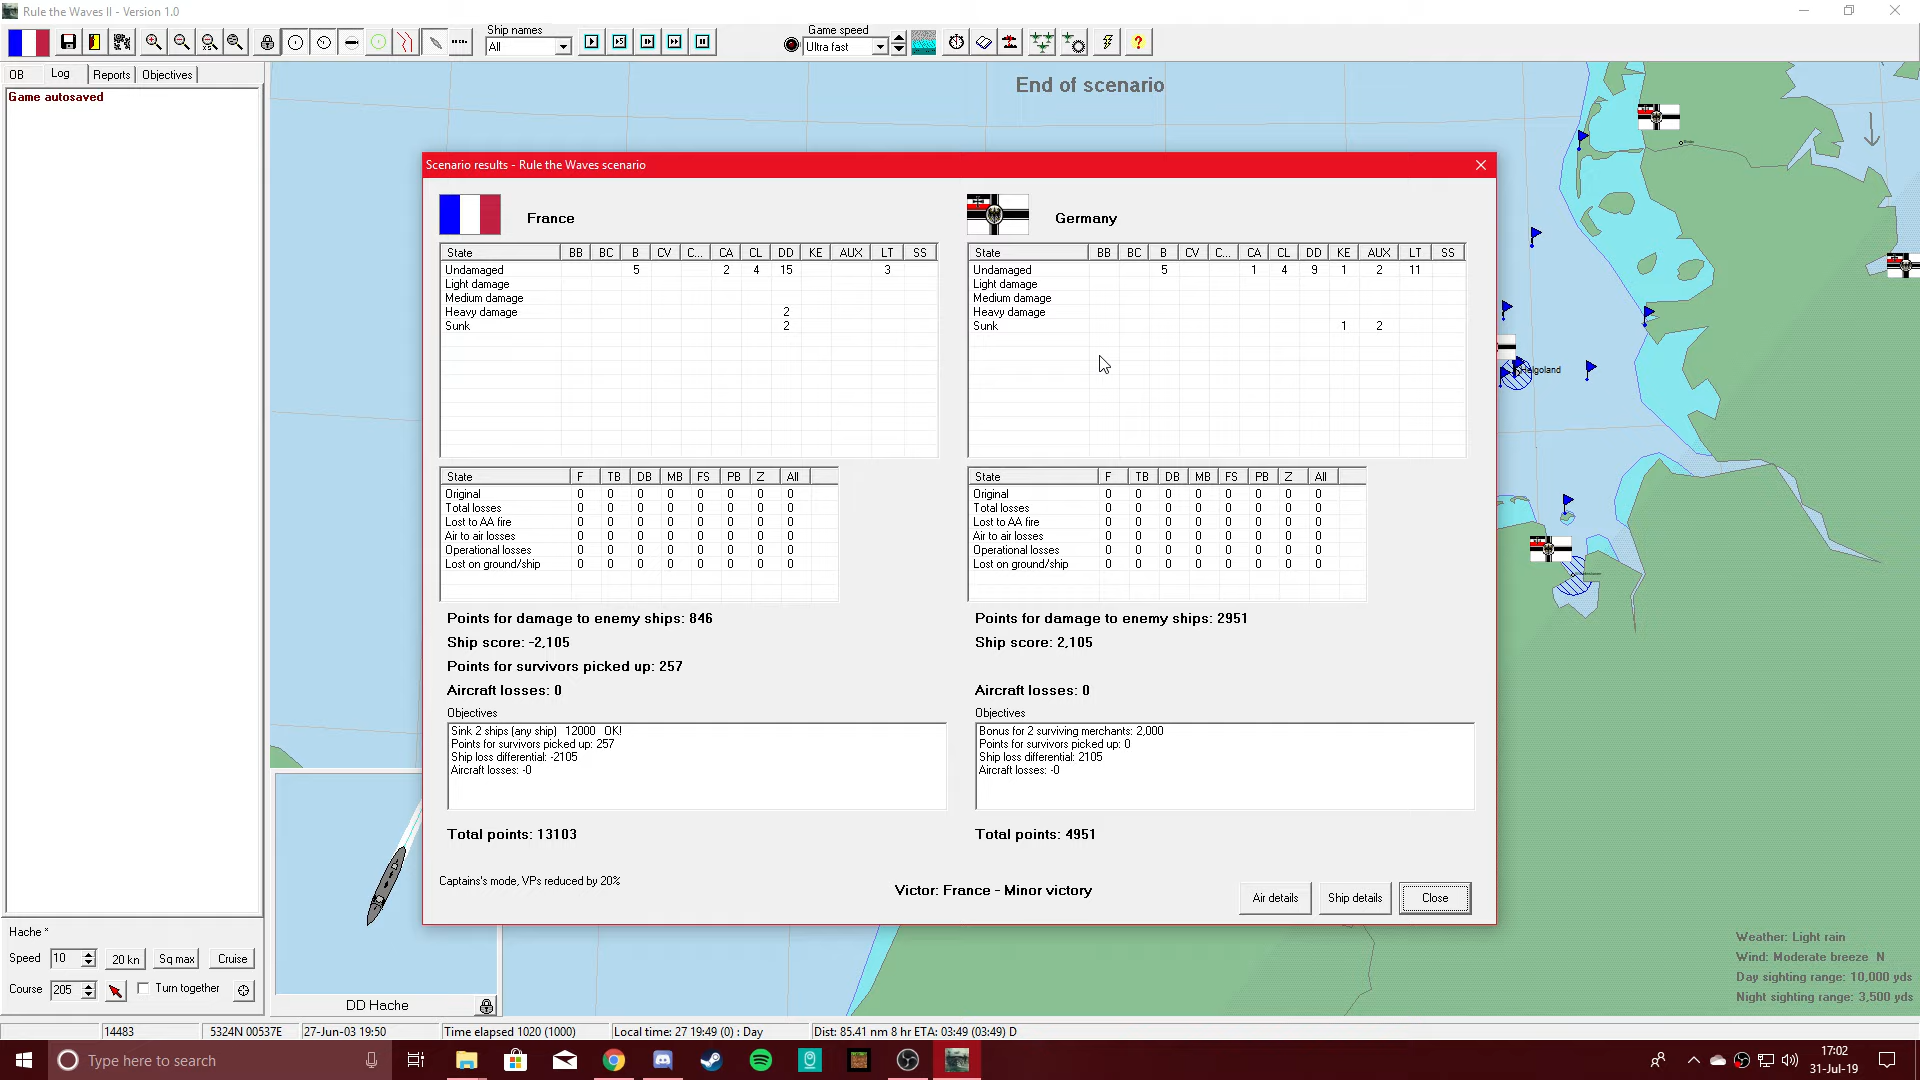 Rule the Waves II - Version 1.0
Ship names
All
Game speed
Ultra fast
OB Log Reports Objectives
Game autosaved
End of scenario
Scenario results - Rule the Waves scenario
France
State BB BC B CV C... CA CL DD KE AUX LT SS
Undamaged 5 2 4 15 3
Light damage
Medium damage
Heavy damage 2
Sunk 2
State F TB DB MB FS PB Z All
Original 0 0 0 0 0 0 0 0
Total losses 0 0 0 0 0 0 0 0
Lost to AA fire 0 0 0 0 0 0 0 0
Air to air losses 0 0 0 0 0 0 0 0
Operational losses 0 0 0 0 0 0 0 0
Lost on ground/ship 0 0 0 0 0 0 0 0
Points for damage to enemy ships: 846
Ship score: -2,105
Points for survivors picked up: 257
Aircraft losses: 0
Objectives
Sink 2 ships (any ship) 12000 OK!
Points for survivors picked up: 257
Ship loss differential: -2105
Aircraft losses: -0
Total points: 13103
Germany
State BB BC B CV C... CA CL DD KE AUX LT SS
Undamaged 5 1 4 9 1 2 11
Light damage
Medium damage
Heavy damage
Sunk 1 2
State F TB DB MB FS PB Z All
Original 0 0 0 0 0 0 0 0
Total losses 0 0 0 0 0 0 0 0
Lost to AA fire 0 0 0 0 0 0 0 0
Air to air losses 0 0 0 0 0 0 0 0
Operational losses 0 0 0 0 0 0 0 0
Lost on ground/ship 0 0 0 0 0 0 0 0
Points for damage to enemy ships: 2951
Ship score: 2,105
Aircraft losses: 0
Objectives
Bonus for 2 surviving merchants: 2,000
Points for survivors picked up: 0
Ship loss differential: 2105
Aircraft losses: -0
Total points: 4951
Captains's mode, VPs reduced by 20%
Victor: France - Minor victory
Air details
Ship details
Close
Helgoland
Weather: Light rain
Wind: Moderate breeze N
Day sighting range: 10,000 yds
Night sighting range: 3,500 yds
Hache *
Speed 10 20 kn Sq max Cruise
Course 205 Turn together
DD Hache
14483 5324N 00537E 27-Jun-03 19:50 Time elapsed 1020 (1000) Local time: 27 19:49 (0) : Day Dist: 85.41 nm 8 hr ETA: 03:49 (03:49) D
Type here to search
17:02
31-Jul-19